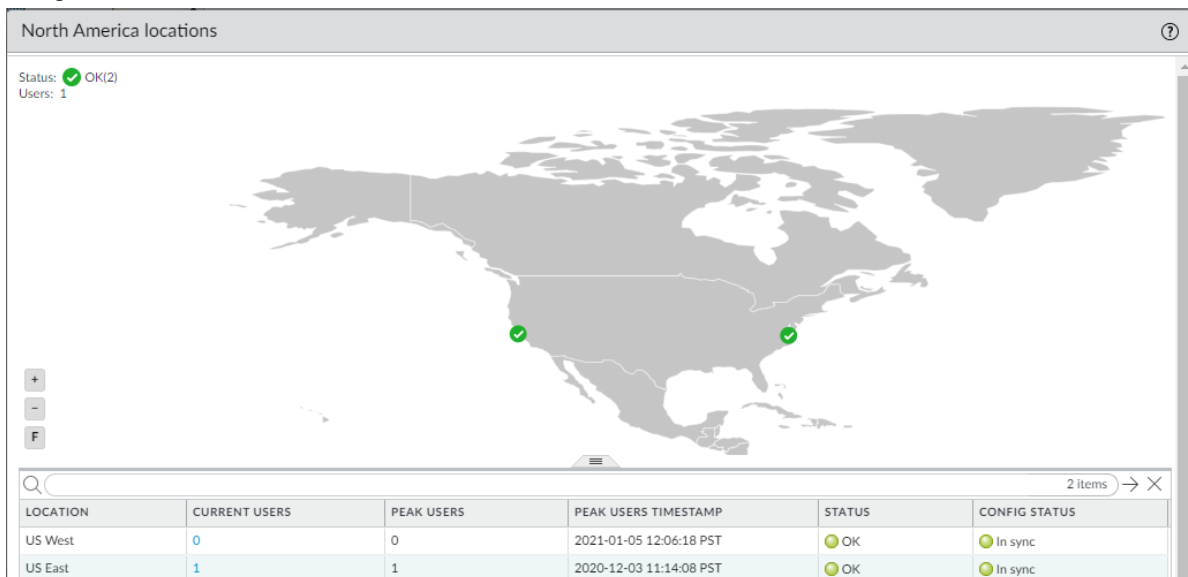 North America locations
?
Status: OK(2)
Users: 1
+
−
F
2 items
LOCATION CURRENT USERS PEAK USERS PEAK USERS TIMESTAMP STATUS CONFIG STATUS
US West 0 0 2021-01-05 12:06:18 PST OK In sync
US East 1 1 2020-12-03 11:14:08 PST OK In sync